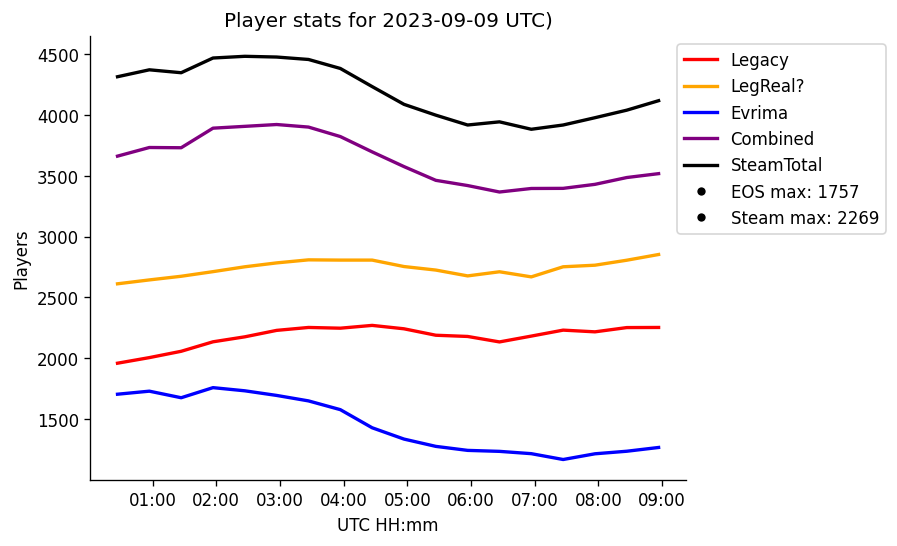 Player stats for 2023-09-09 UTC)
Legacy
LegReal?
Evrima
Combined
SteamTotal
EOS max: 1757
Steam max: 2269
Players
4500
4000
3500
3000
2500
2000
1500
01:00 02:00 03:00 04:00 05:00 06:00 07:00 08:00 09:00
UTC HH:mm